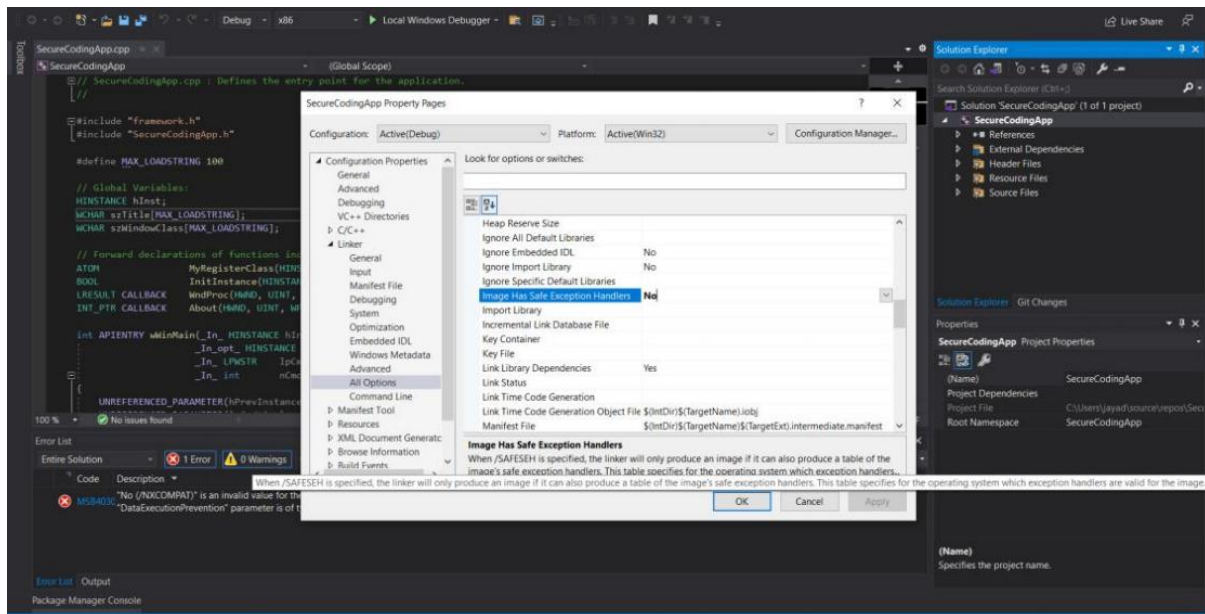 Debug x86 Local Windows Debugger Live Share
Toolbox
SecureCodingApp.cpp
SecureCodingApp (Global Scope)
// SecureCodingApp.cpp : Defines the entry point for the application.
//
#include "framework.h"
#include "SecureCodingApp.h"
#define MAX_LOADSTRING 100
// Global Variables:
HINSTANCE hInst;
WCHAR szTitle[MAX_LOADSTRING];
WCHAR szWindowClass[MAX_LOADSTRING];
// Forward declarations of functions inc
ATOM MyRegisterClass(HINS
BOOL InitInstance(HINSTAN
LRESULT CALLBACK WndProc(HWND, UINT,
INT_PTR CALLBACK About(HWND, UINT, WP
int APIENTRY wWinMain(_In_ HINSTANCE hIn
_In_opt_ HINSTANCE
_In_ LPWSTR lpCm
_In_ int nCmd
{
UNREFERENCED_PARAMETER(hPrevInstance
100 % No issues found
Error List
Entire Solution 1 Error 0 Warnings
Code Description
"No (/NXCOMPAT)" is an invalid value for the
"DataExecutionPrevention" parameter is of t
Error List Output
Package Manager Console
SecureCodingApp Property Pages ? ×
Configuration: Active(Debug) Platform: Active(Win32) Configuration Manager...
Configuration Properties
General
Advanced
Debugging
VC++ Directories
C/C++
Linker
General
Input
Manifest File
Debugging
System
Optimization
Embedded IDL
Windows Metadata
Advanced
All Options
Command Line
Manifest Tool
Resources
XML Document Generatc
Browse Information
Build Events
Look for options or switches:
Heap Reserve Size
Ignore All Default Libraries
Ignore Embedded IDL No
Ignore Import Library No
Ignore Specific Default Libraries
Image Has Safe Exception Handlers No
Import Library
Incremental Link Database File
Key Container
Key File
Link Library Dependencies Yes
Link Status
Link Time Code Generation
Link Time Code Generation Object File $(IntDir)$(TargetName).iobj
Manifest File $(IntDir)$(TargetName)$(TargetExt).intermediate.manifest
Image Has Safe Exception Handlers
When /SAFESEH is specified, the linker will only produce an image if it can also produce a table of the
image's safe exception handlers. This table specifies for the operating system which exception handlers...
When /SAFESEH is specified, the linker will only produce an image if it can also produce a table of the image's safe exception handlers. This table specifies for the operating system which exception handlers are valid for the image.
OK Cancel Apply
Solution Explorer
Search Solution Explorer (Ctrl+;)
Solution 'SecureCodingApp' (1 of 1 project)
SecureCodingApp
References
External Dependencies
Header Files
Resource Files
Source Files
Solution Explorer Git Changes
Properties
SecureCodingApp Project Properties
(Name) SecureCodingApp
Project Dependencies
Project File C:\Users\jayad\source\repos\Secu
Root Namespace SecureCodingApp
(Name)
Specifies the project name.